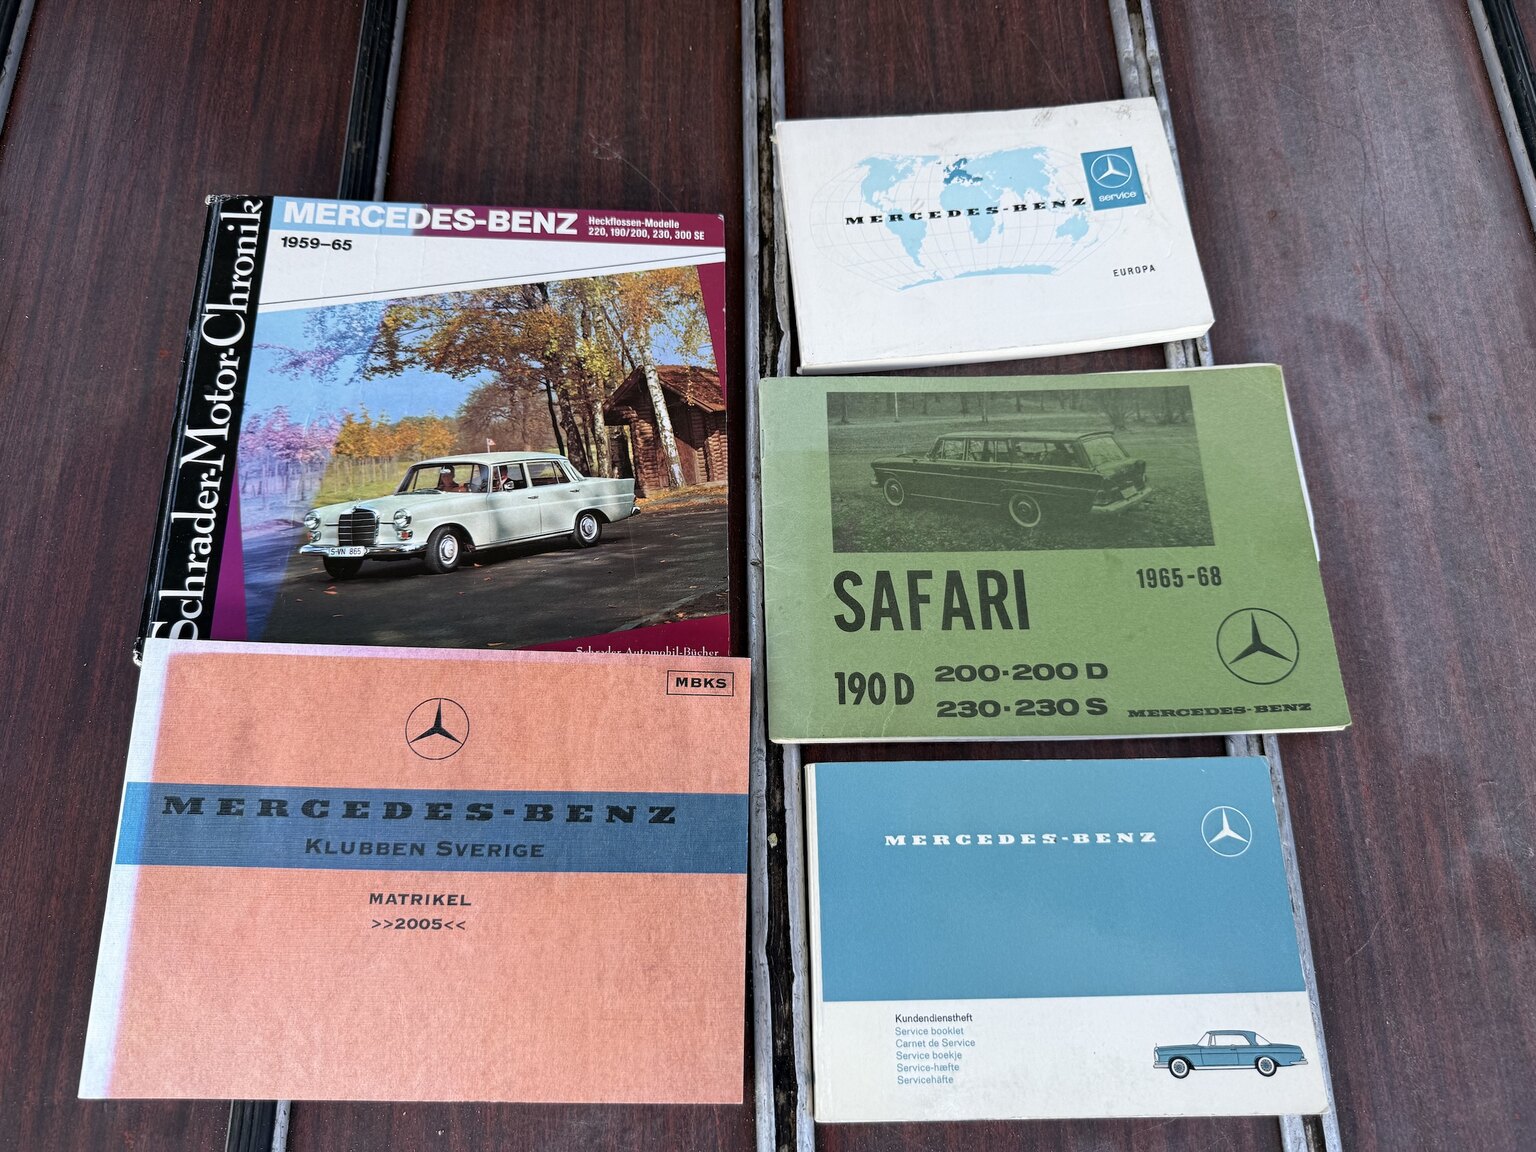 Schrader-Motor-Chronik
MERCEDES-BENZ
Heckflossen-Modelle
220, 190/200, 230, 300 SE
1959–65
S-VN 865
Schrader Automobil-Bücher
MBKS
MERCEDES-BENZ
KLUBBEN SVERIGE
MATRIKEL
>>2005<<
MERCEDES-BENZ
service
EUROPA
SAFARI
1965-68
190 D
200·200 D
230·230 S
MERCEDES-BENZ
MERCEDES-BENZ
Kundendienstheft
Service booklet
Carnet de Service
Service boekje
Service-hæfte
Servicehäfte